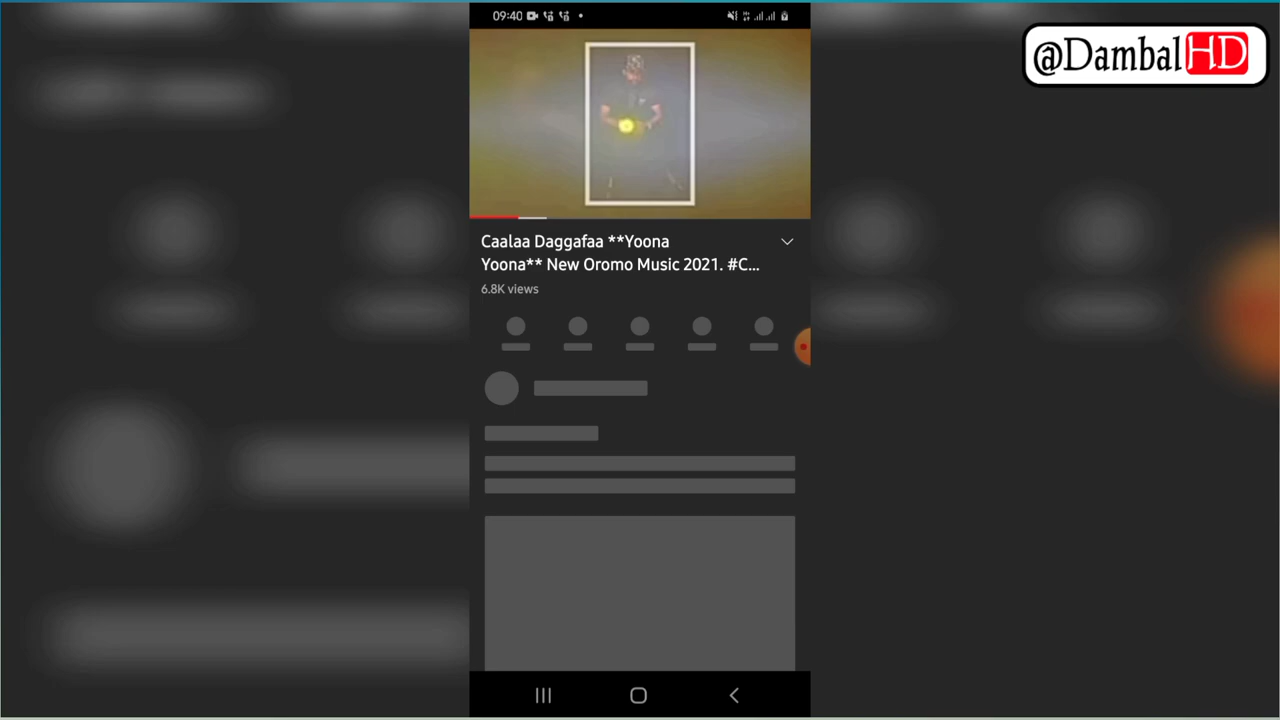 09:40
@DambalHD
Caalaa Daggafaa **Yoona
Yoona** New Oromo Music 2021. #C...
6.8K views